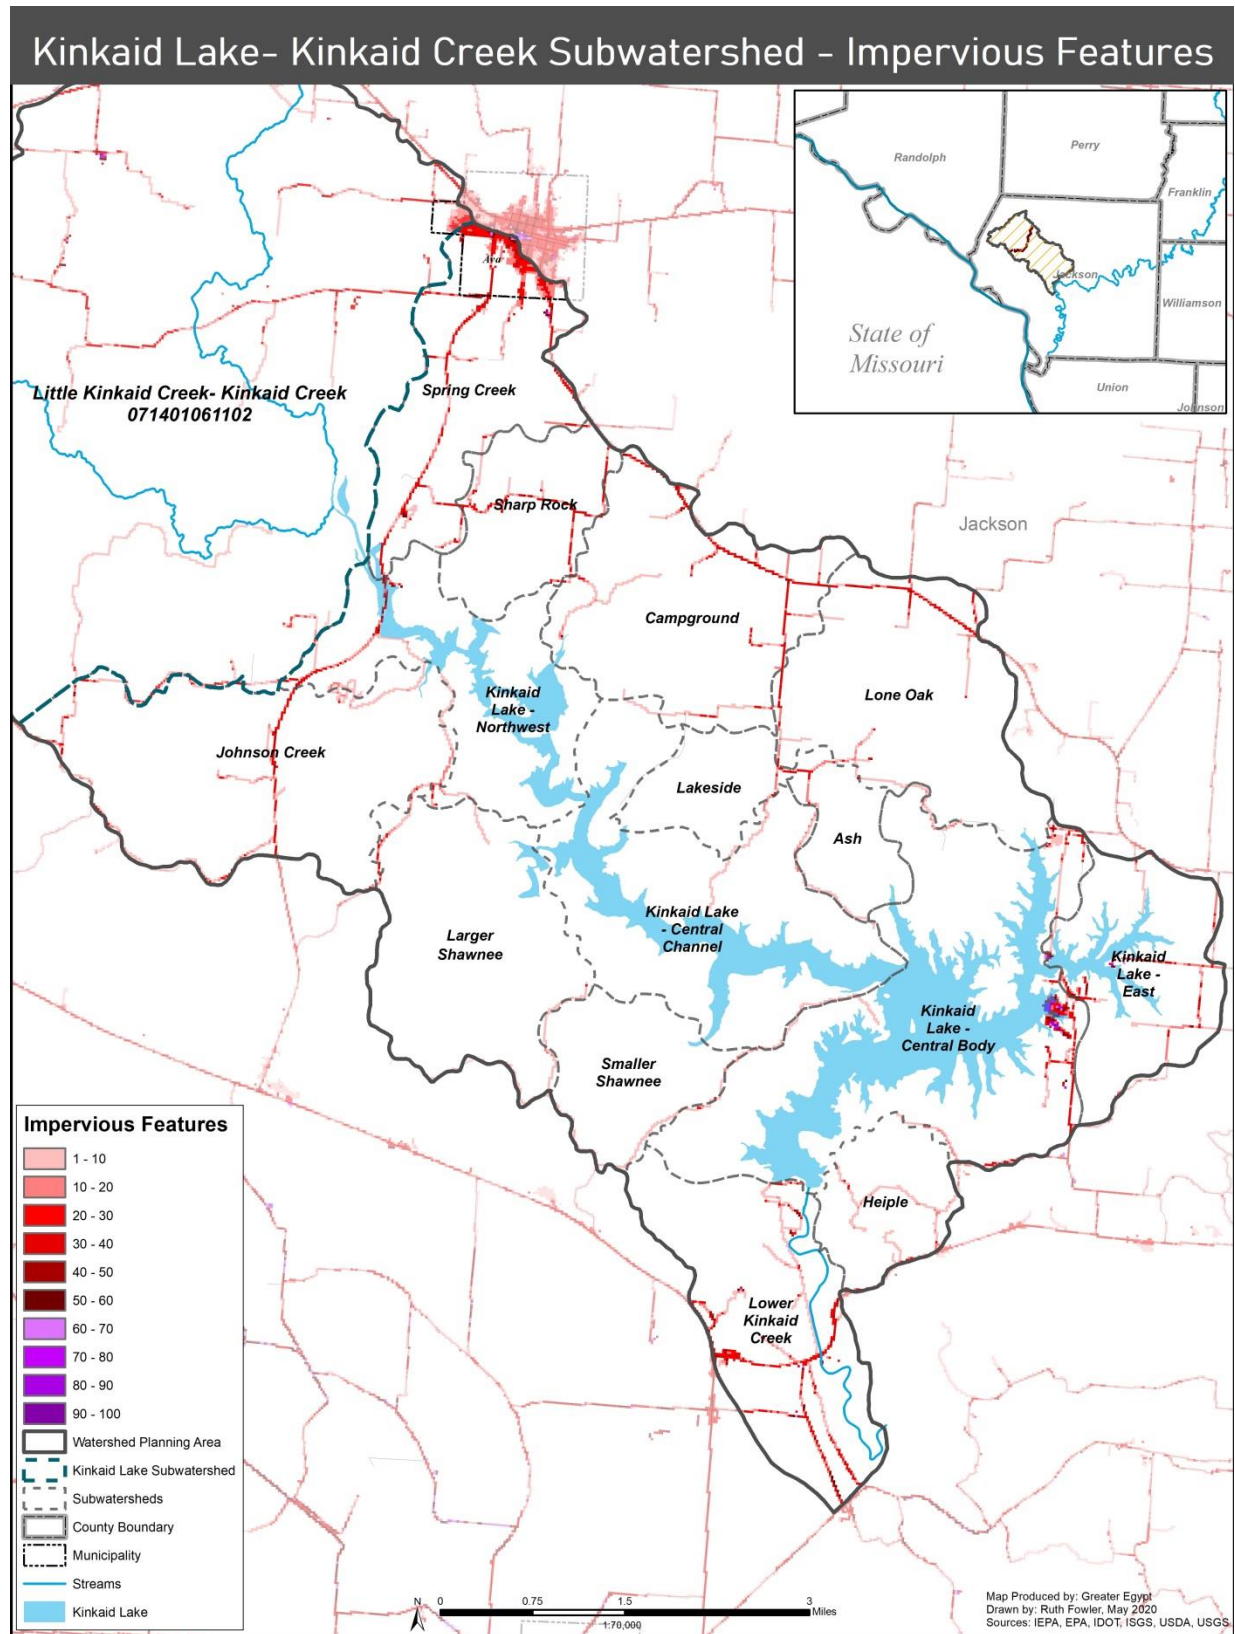 Kinkaid Lake- Kinkaid Creek Subwatershed - Impervious Features
Randolph
Perry
Franklin
Jackson
Williamson
State of
Missouri
Union
Johnson
Ava
Little Kinkaid Creek- Kinkaid Creek
071401061102
Spring Creek
Sharp Rock
Jackson
Campground
Lone Oak
Kinkaid
Lake -
Northwest
Johnson Creek
Lakeside
Ash
Larger
Shawnee
Kinkaid Lake
- Central
Channel
Kinkaid
Lake -
East
Kinkaid
Lake -
Central Body
Smaller
Shawnee
Heiple
Lower
Kinkaid
Creek
Impervious Features
1 - 10
10 - 20
20 - 30
30 - 40
40 - 50
50 - 60
60 - 70
70 - 80
80 - 90
90 - 100
Watershed Planning Area
Kinkaid Lake Subwatershed
Subwatersheds
County Boundary
Municipality
Streams
Kinkaid Lake
N
0 0.75 1.5 3
Miles
1:70,000
Map Produced by: Greater Egypt
Drawn by: Ruth Fowler, May 2020
Sources: IEPA, EPA, IDOT, ISGS, USDA, USGS